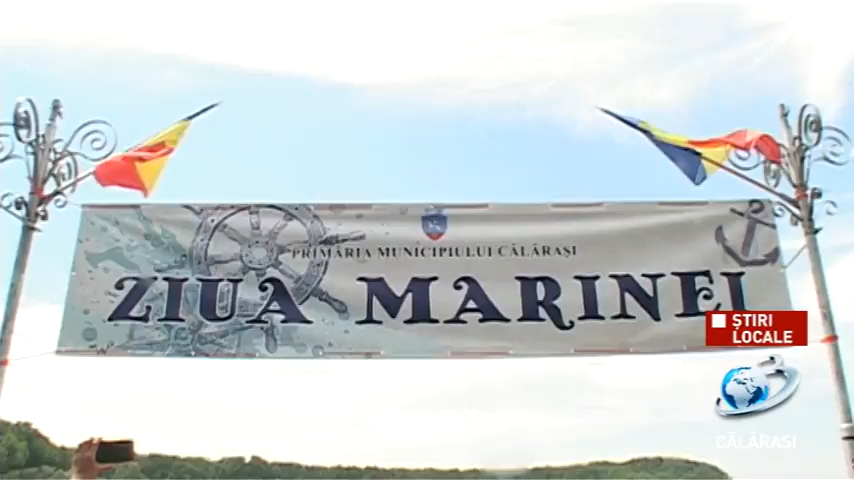 PRIMĂRIA MUNICIPIULUI CĂLĂRAȘI
ZIUA MARINEI
ȘTIRI
LOCALE
CĂLĂRAȘI